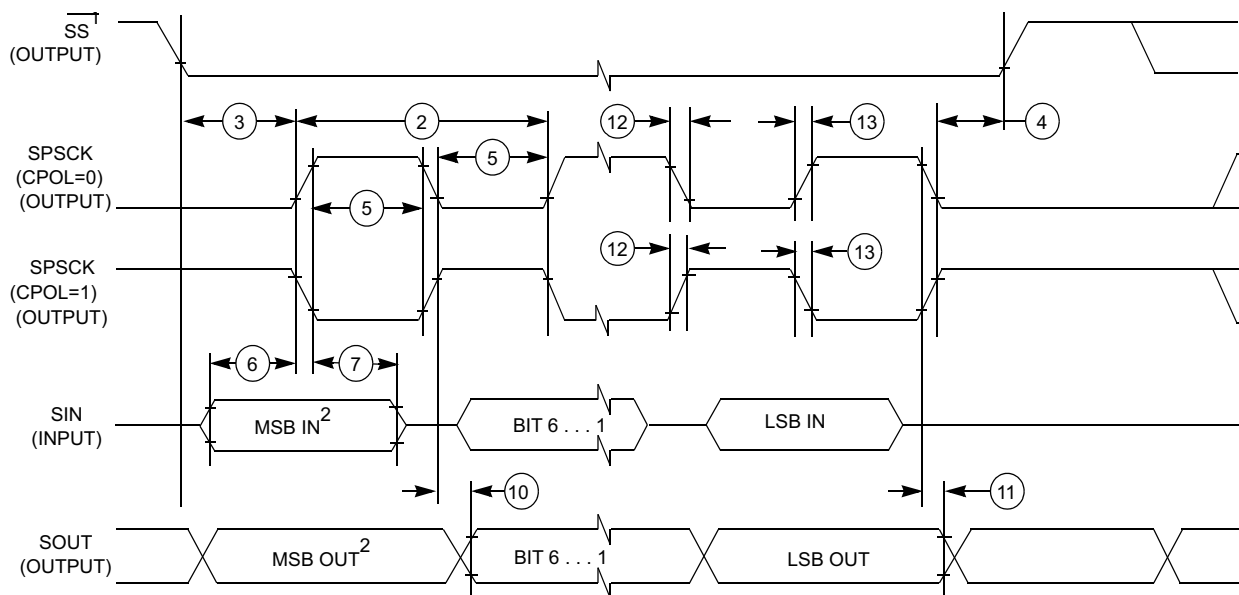 SS 1
(OUTPUT)
3
2
12
13
4
SPSCK
(CPOL=0)
(OUTPUT)
5
5
12
13
SPSCK
(CPOL=1)
(OUTPUT)
6
7
SIN
(INPUT)
MSB IN2
BIT 6 . . . 1
LSB IN
10
11
SOUT
(OUTPUT)
MSB OUT2
BIT 6 . . . 1
LSB OUT